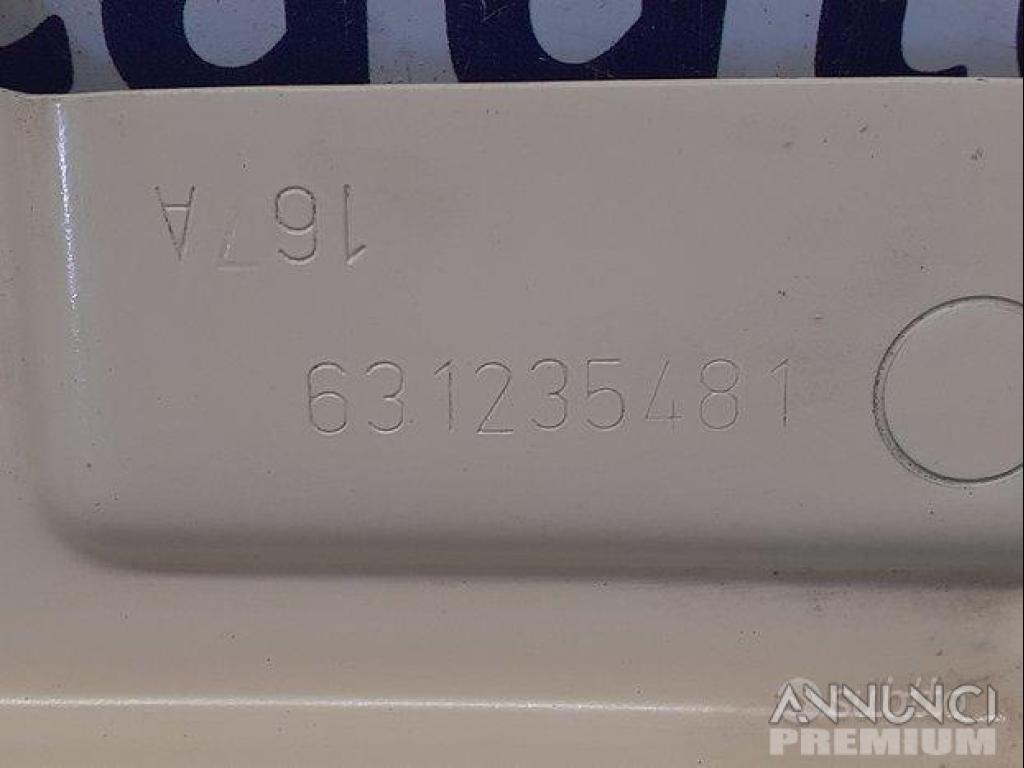 167A
631235481
ANNUNCI
PREMIUM